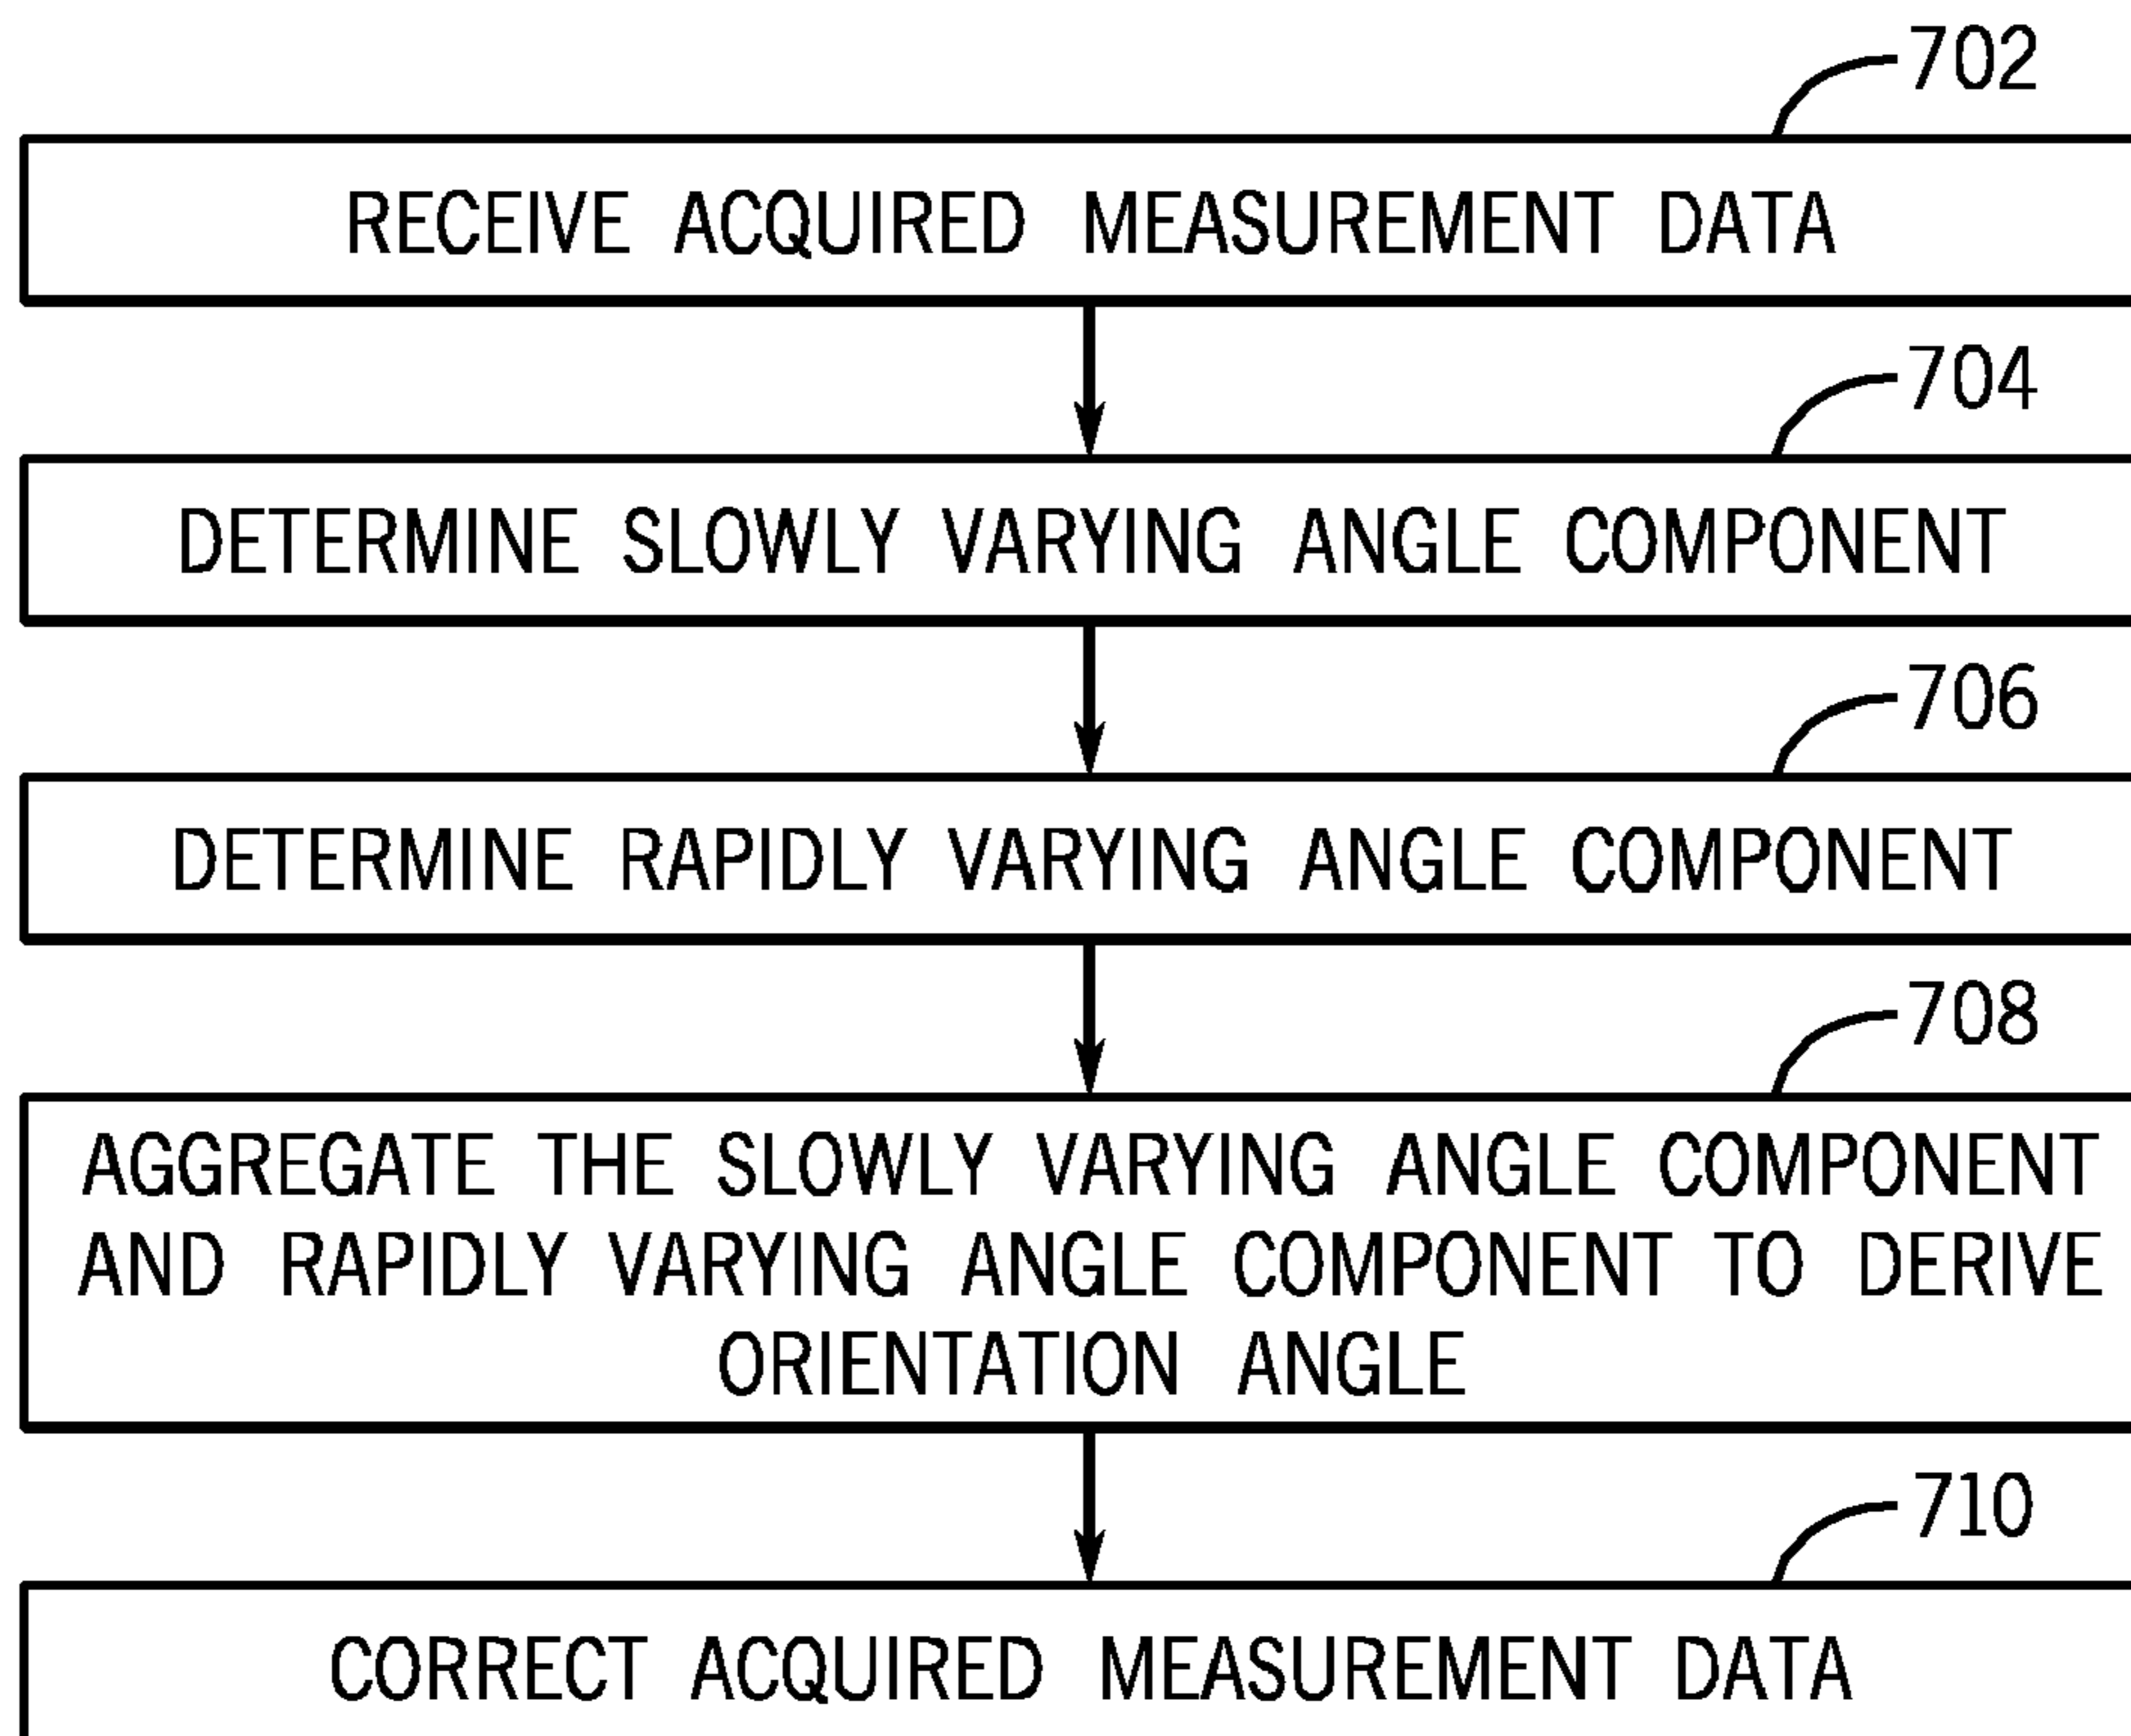 702
RECEIVE ACQUIRED MEASUREMENT DATA
704
DETERMINE SLOWLY VARYING ANGLE COMPONENT
706
DETERMINE RAPIDLY VARYING ANGLE COMPONENT
708
AGGREGATE THE SLOWLY VARYING ANGLE COMPONENT
AND RAPIDLY VARYING ANGLE COMPONENT TO DERIVE
ORIENTATION ANGLE
710
CORRECT ACQUIRED MEASUREMENT DATA